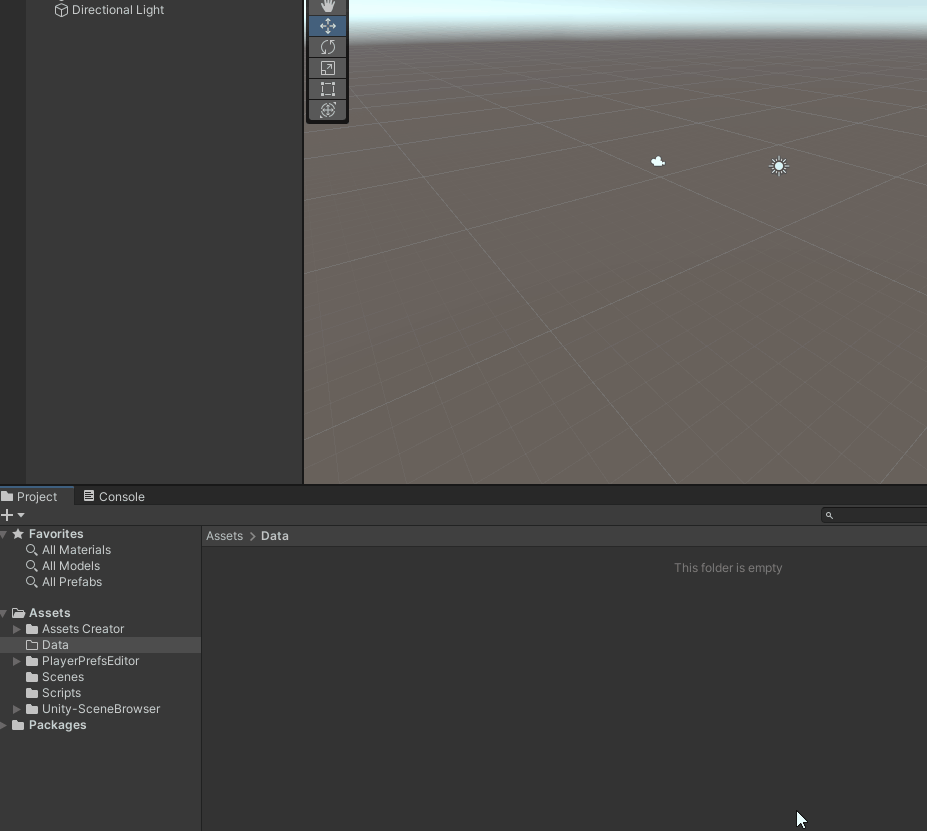 Directional Light
Project
Console
Favorites
All Materials
All Models
All Prefabs
Assets
Assets Creator
Data
PlayerPrefsEditor
Scenes
Scripts
Unity-SceneBrowser
Packages
Assets > Data
This folder is empty